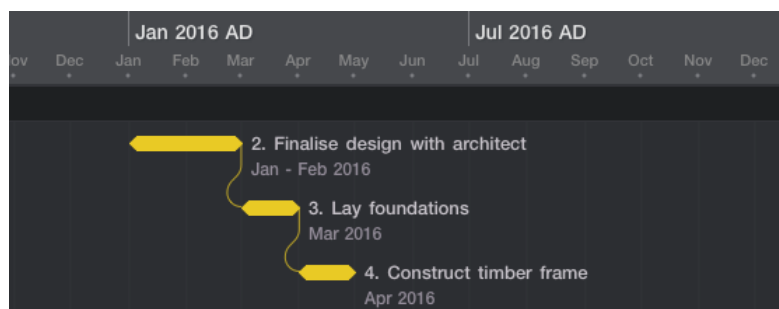 Jan 2016 AD Jul 2016 AD
ov Dec Jan Feb Mar Apr May Jun Jul Aug Sep Oct Nov Dec
2. Finalise design with architect
Jan - Feb 2016
3. Lay foundations
Mar 2016
4. Construct timber frame
Apr 2016